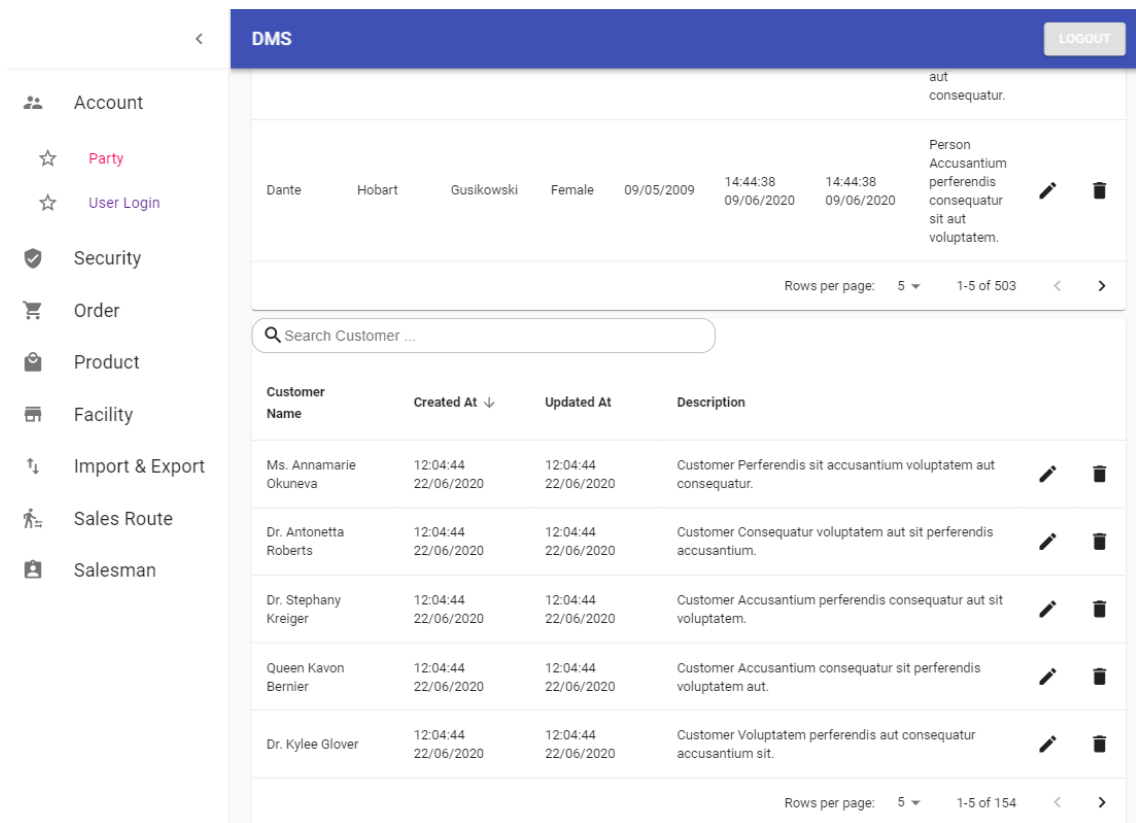 DMS
LOGOUT
Account
Party
User Login
Security
Order
Product
Facility
Import & Export
Sales Route
Salesman
aut
consequatur.
Dante Hobart Gusikowski Female 09/05/2009 14:44:38 09/06/2020 14:44:38 09/06/2020
Person
Accusantium
perferendis
consequatur
sit aut
voluptatem.
Rows per page: 5 1-5 of 503
Search Customer ...
Customer Name Created At Updated At Description
Ms. Annamarie 12:04:44 12:04:44 Customer Perferendis sit accusantium voluptatem aut
Okuneva 22/06/2020 22/06/2020 consequatur.
Dr. Antonetta 12:04:44 12:04:44 Customer Consequatur voluptatem aut sit perferendis
Roberts 22/06/2020 22/06/2020 accusantium.
Dr. Stephany 12:04:44 12:04:44 Customer Accusantium perferendis consequatur aut sit
Kreiger 22/06/2020 22/06/2020 voluptatem.
Queen Kavon 12:04:44 12:04:44 Customer Accusantium consequatur sit perferendis
Bernier 22/06/2020 22/06/2020 voluptatem aut.
Dr. Kylee Glover 12:04:44 12:04:44 Customer Voluptatem perferendis aut consequatur
22/06/2020 22/06/2020 accusantium sit.
Rows per page: 5 1-5 of 154